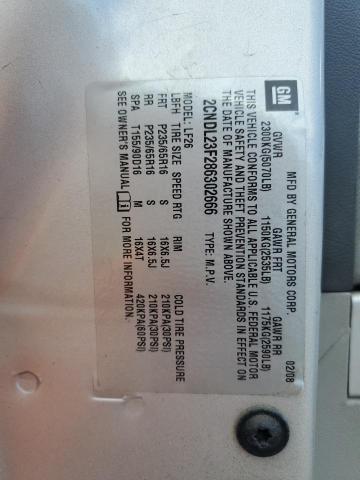 GM
MFD BY GENERAL MOTORS CORP. 02/08
GVWR GAWR FRT GAWR RR
2300KG(5070LB) 1150KG(2535LB) 1175KG(2590LB)
THIS VEHICLE CONFORMS TO ALL APPLICABLE U.S. FEDERAL MOTOR
VEHICLE SAFETY AND THEFT PREVENTION STANDARDS IN EFFECT ON
THE DATE OF MANUFACTURE SHOWN ABOVE.
2CNDL23F286302666 TYPE: M.P.V.
MODEL: LF26
LBFH TIRE SIZE SPEED RTG RIM COLD TIRE PRESSURE
FRT P235/65R16 S 16X6.5J 210KPA(30PSI)
RR P235/65R16 S 16X6.5J 210KPA(30PSI)
SPA T155/90D16 M 16X4T 420KPA(60PSI)
SEE OWNER'S MANUAL i FOR MORE INFORMATION.